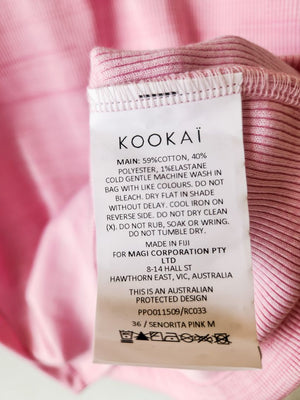 KOOKAÏ
MAIN: 59%COTTON, 40%
POLYESTER, 1%ELASTANE
COLD GENTLE MACHINE WASH IN
BAG WITH LIKE COLOURS. DO NOT
BLEACH. DRY FLAT IN SHADE
WITHOUT DELAY. COOL IRON ON
REVERSE SIDE. DO NOT DRY CLEAN
(X). DO NOT RUB, SOAK OR WRING.
DO NOT TUMBLE DRY.
MADE IN FIJI
FOR MAGI CORPORATION PTY
LTD
8-14 HALL ST
HAWTHORN EAST, VIC, AUSTRALIA
THIS IS AN AUSTRALIAN
PROTECTED DESIGN
PPO011509/RC033
36 / SENORITA PINK M